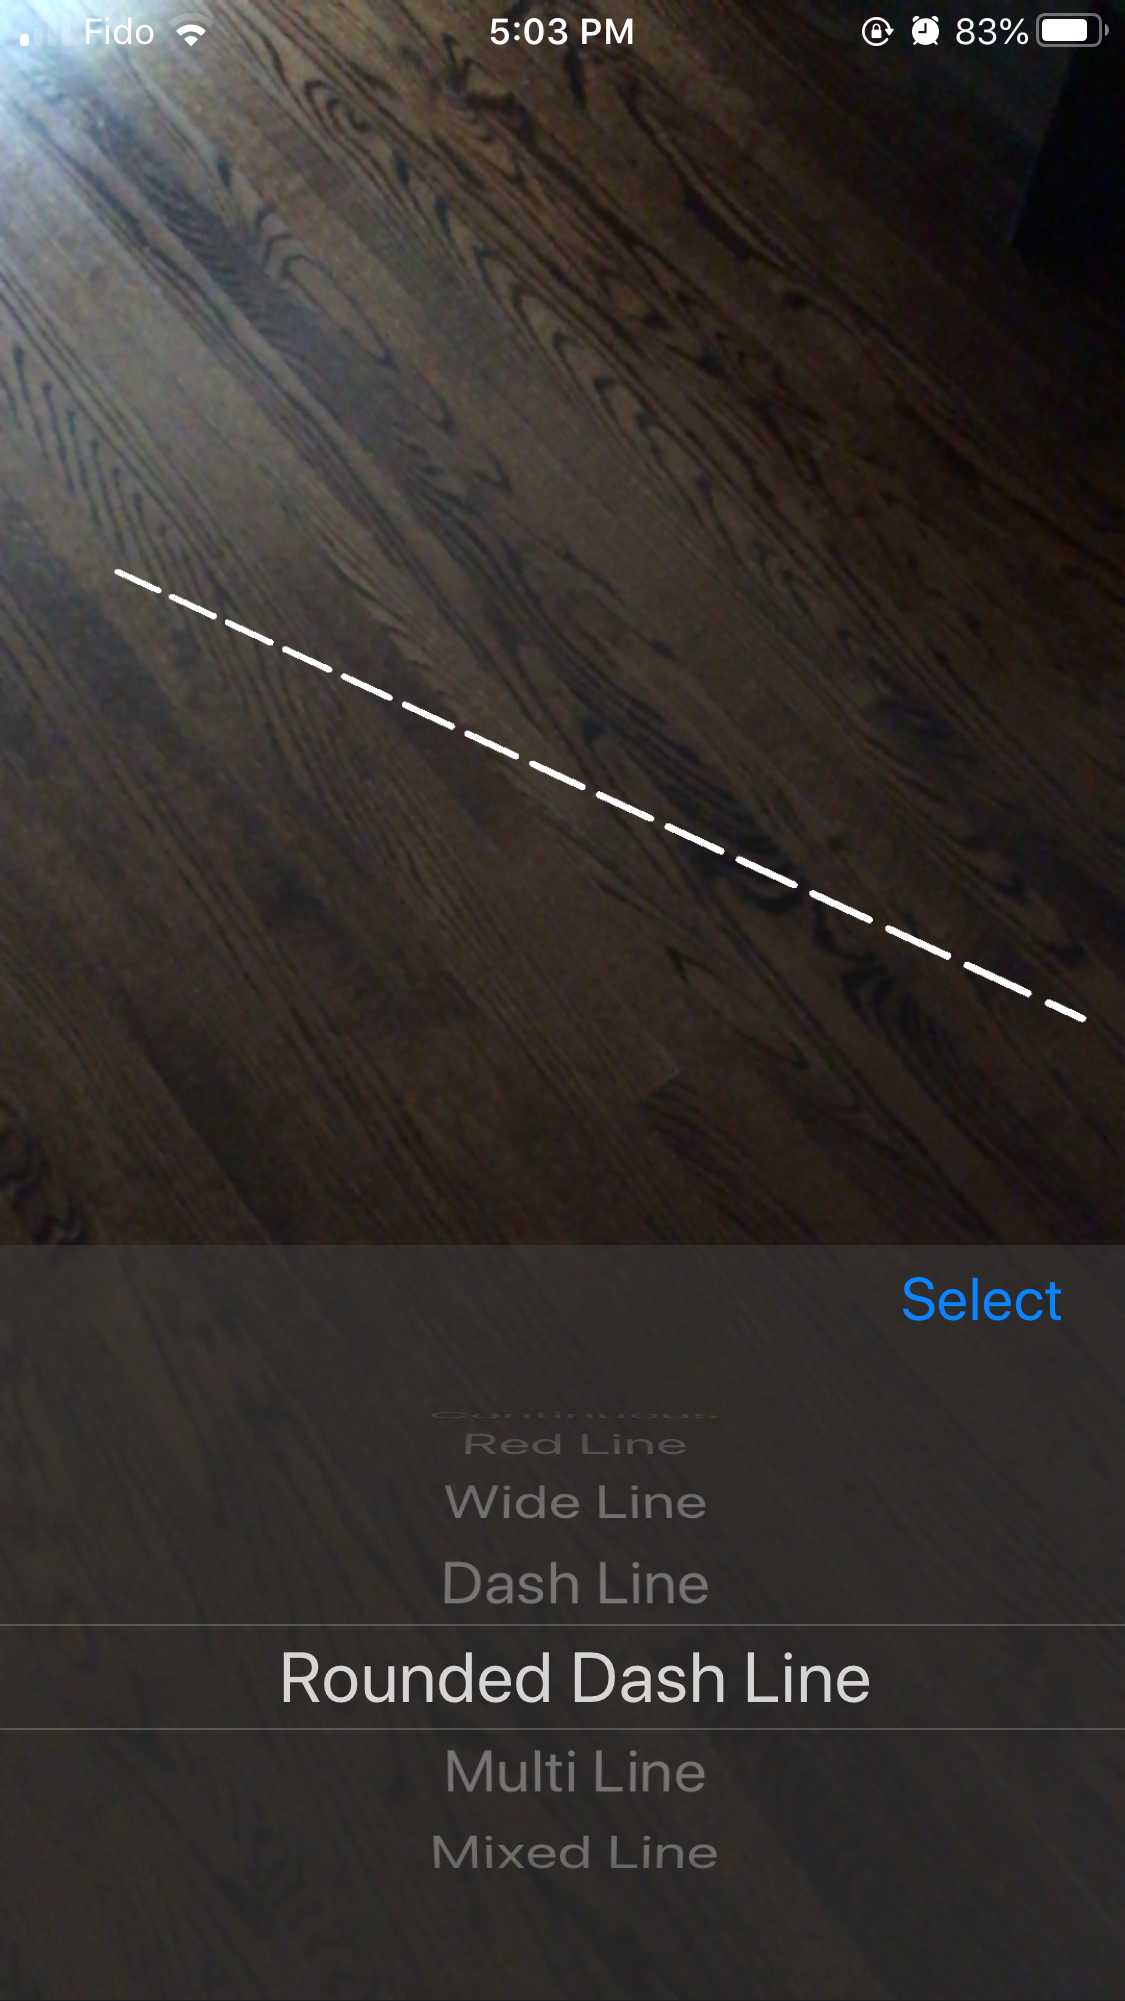 Fido 5:03 PM 83%
Select
Continuous
Red Line
Wide Line
Dash Line
Rounded Dash Line
Multi Line
Mixed Line